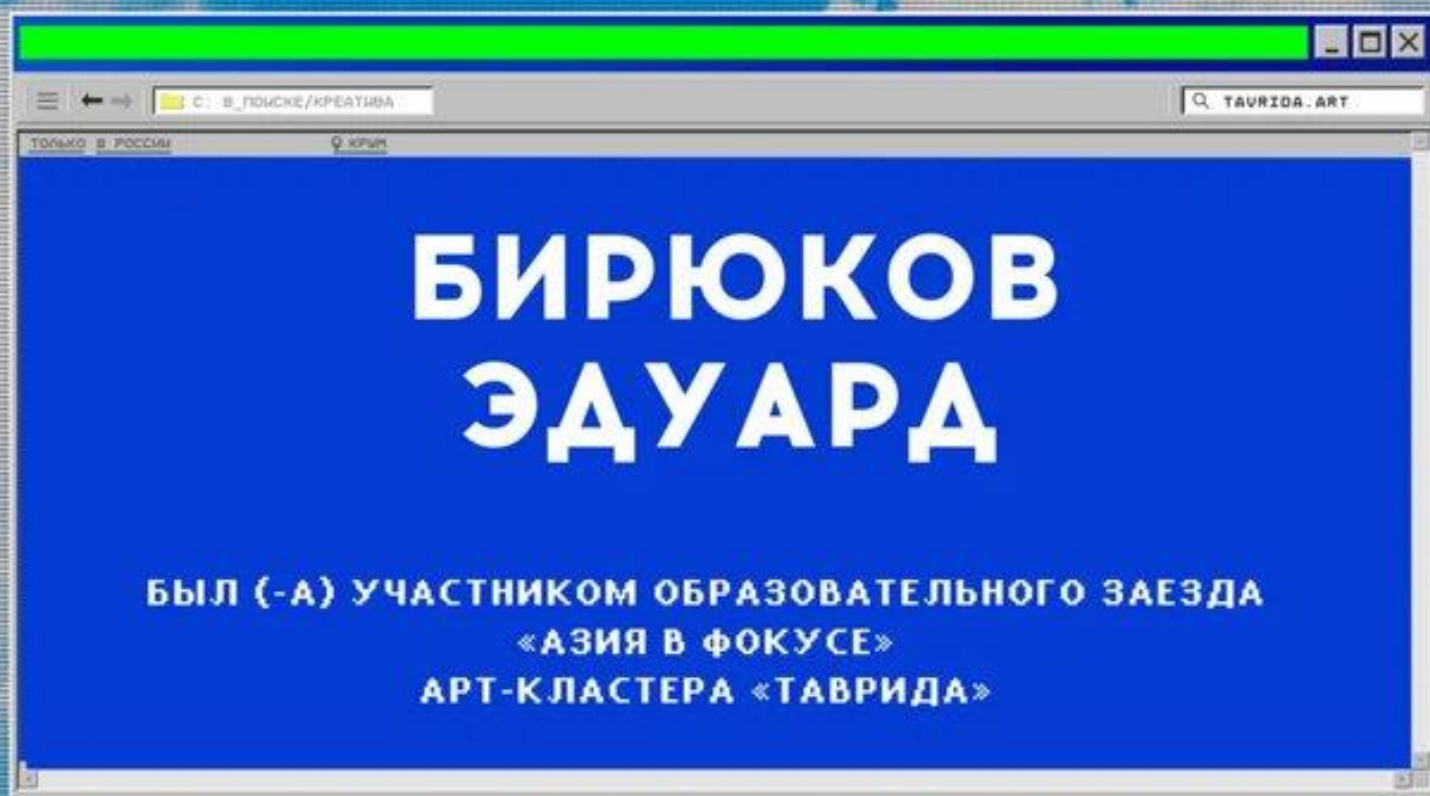 C: В_ПОИСКЕ/КРЕАТИВА
TAVRIDA.ART
ТОЛЬКО В РОССИИ
КРЫМ
БИРЮКОВ
ЭДУАРД
БЫЛ (-А) УЧАСТНИКОМ ОБРАЗОВАТЕЛЬНОГО ЗАЕЗДА
«АЗИЯ В ФОКУСЕ»
АРТ-КЛАСТЕРА «ТАВРИДА»